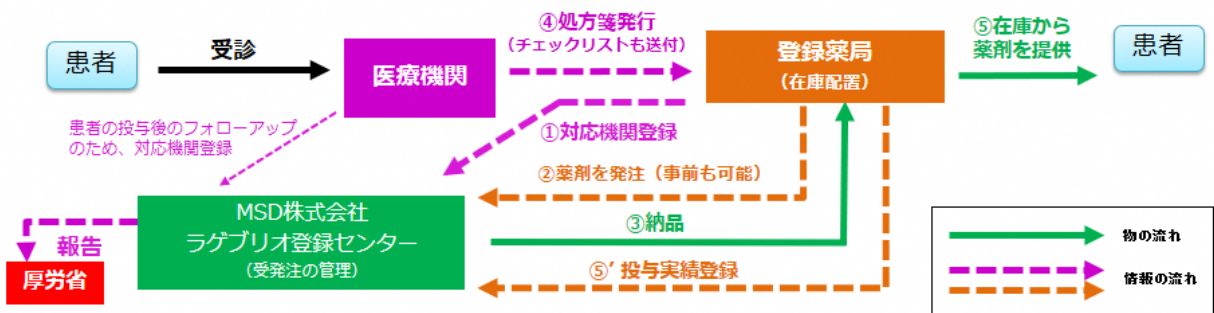 患者
受診
医療機関
④処方箋発行
（チェックリストも送付）
登録薬局
（在庫配置）
⑤在庫から
薬剤を提供
患者
患者の投与後のフォローアップ
のため、対応機関登録
①対応機関登録
②薬剤を発注（事前も可能）
MSD株式会社
ラゲブリオ登録センター
（受発注の管理）
③納品
⑤’投与実績登録
報告
厚労省
物の流れ
情報の流れ